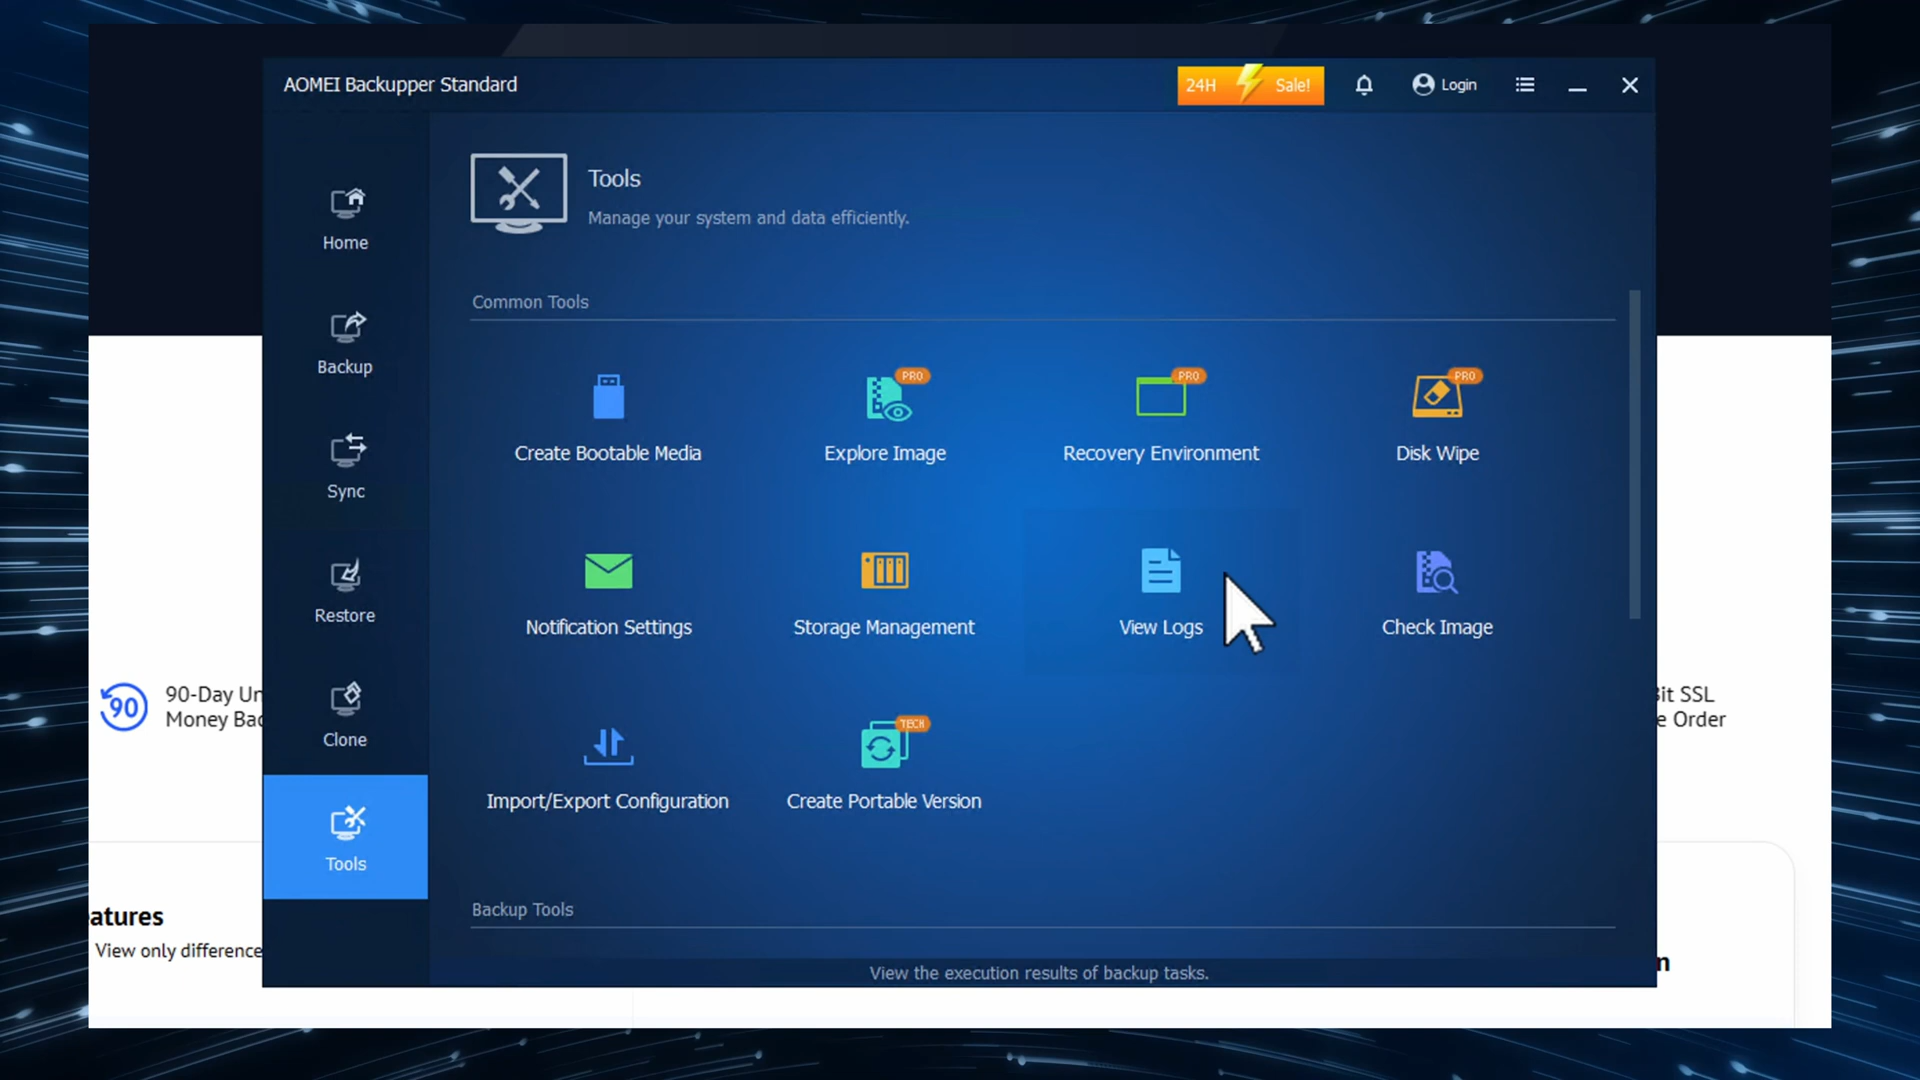 AOMEI Backupper Standard
24H Sale!
Login
Home
Backup
Sync
Restore
Clone
Tools
Tools
Manage your system and data efficiently.
Common Tools
PRO
PRO
PRO
Create Bootable Media
Explore Image
Recovery Environment
Disk Wipe
Notification Settings
Storage Management
View Logs
Check Image
TECH
Import/Export Configuration
Create Portable Version
Backup Tools
View the execution results of backup tasks.
90
90-Day Un
Money Bac
Bit SSL
e Order
atures
View only difference
n